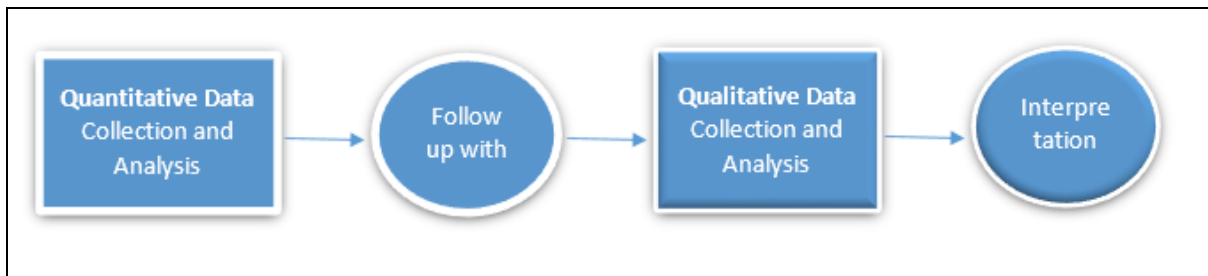 Quantitative Data
Collection and
Analysis
Follow
up with
Qualitative Data
Collection and
Analysis
Interpre
tation